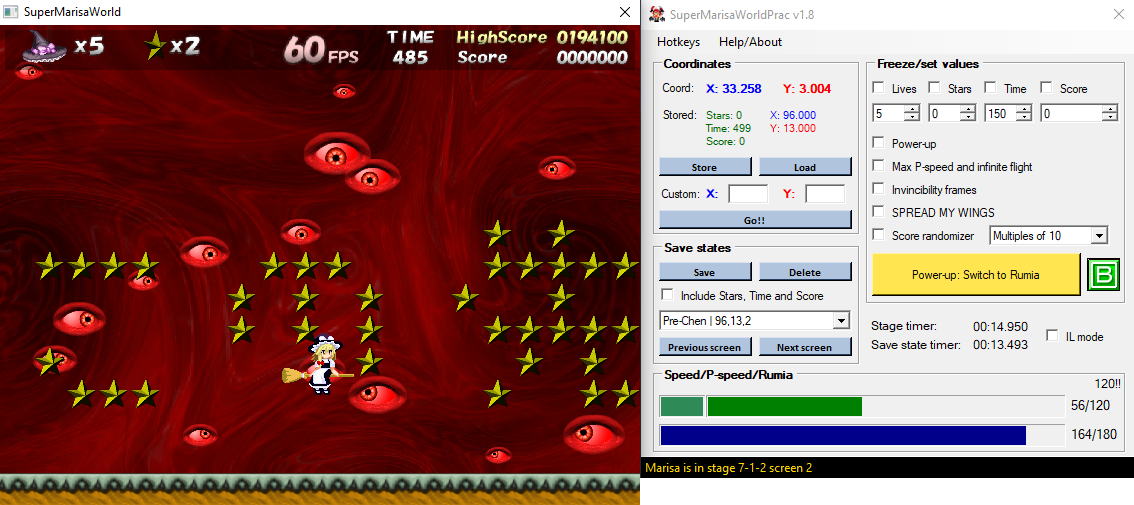 SuperMarisaWorld
x5
x2
60 FPS
TIME
485
HighScore 0194100
Score 0000000
SuperMarisaWorldPrac v1.8
Hotkeys Help/About
Coordinates
Coord: X: 33.258 Y: 3.004
Stored: Stars: 0 X: 96.000
Time: 499 Y: 13.000
Score: 0
Store Load
Custom: X: Y:
Go!!
Save states
Save Delete
Include Stars, Time and Score
Pre-Chen | 96,13,2
Previous screen Next screen
Freeze/set values
Lives Stars Time Score
5 0 150 0
Power-up
Max P-speed and infinite flight
Invincibility frames
SPREAD MY WINGS
Score randomizer Multiples of 10
Power-up: Switch to Rumia
B
Stage timer: 00:14.950
Save state timer: 00:13.493
IL mode
Speed/P-speed/Rumia
120!!
56/120
164/180
Marisa is in stage 7-1-2 screen 2